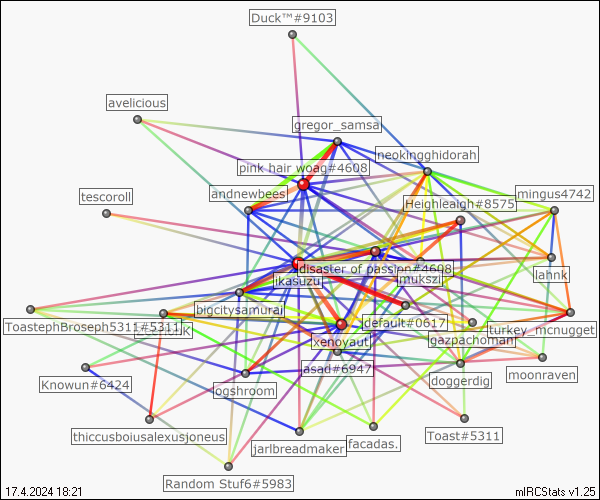 Duck™#9103
avelicious
gregor_samsa
neokingghidorah
pink hair woag#4608
tescoroll
andnewbees
Heighleaigh#8575
mingus4742
disaster of passion#4608
lahnk
jkasuzu
mukszi
bigcitysamurai
default#0617
ToastephBroseph5311#5311
turkey_mcnugget
xenoyaut
gazpachoman
asad#6947
moonraven
Knowun#6424
ogshroom
doggerdig
thiccusboiusalexusjoneus
facadas.
Toast#5311
jarlbreadmaker
Random Stuf6#5983
17.4.2024 18:21
mIRCStats v1.25